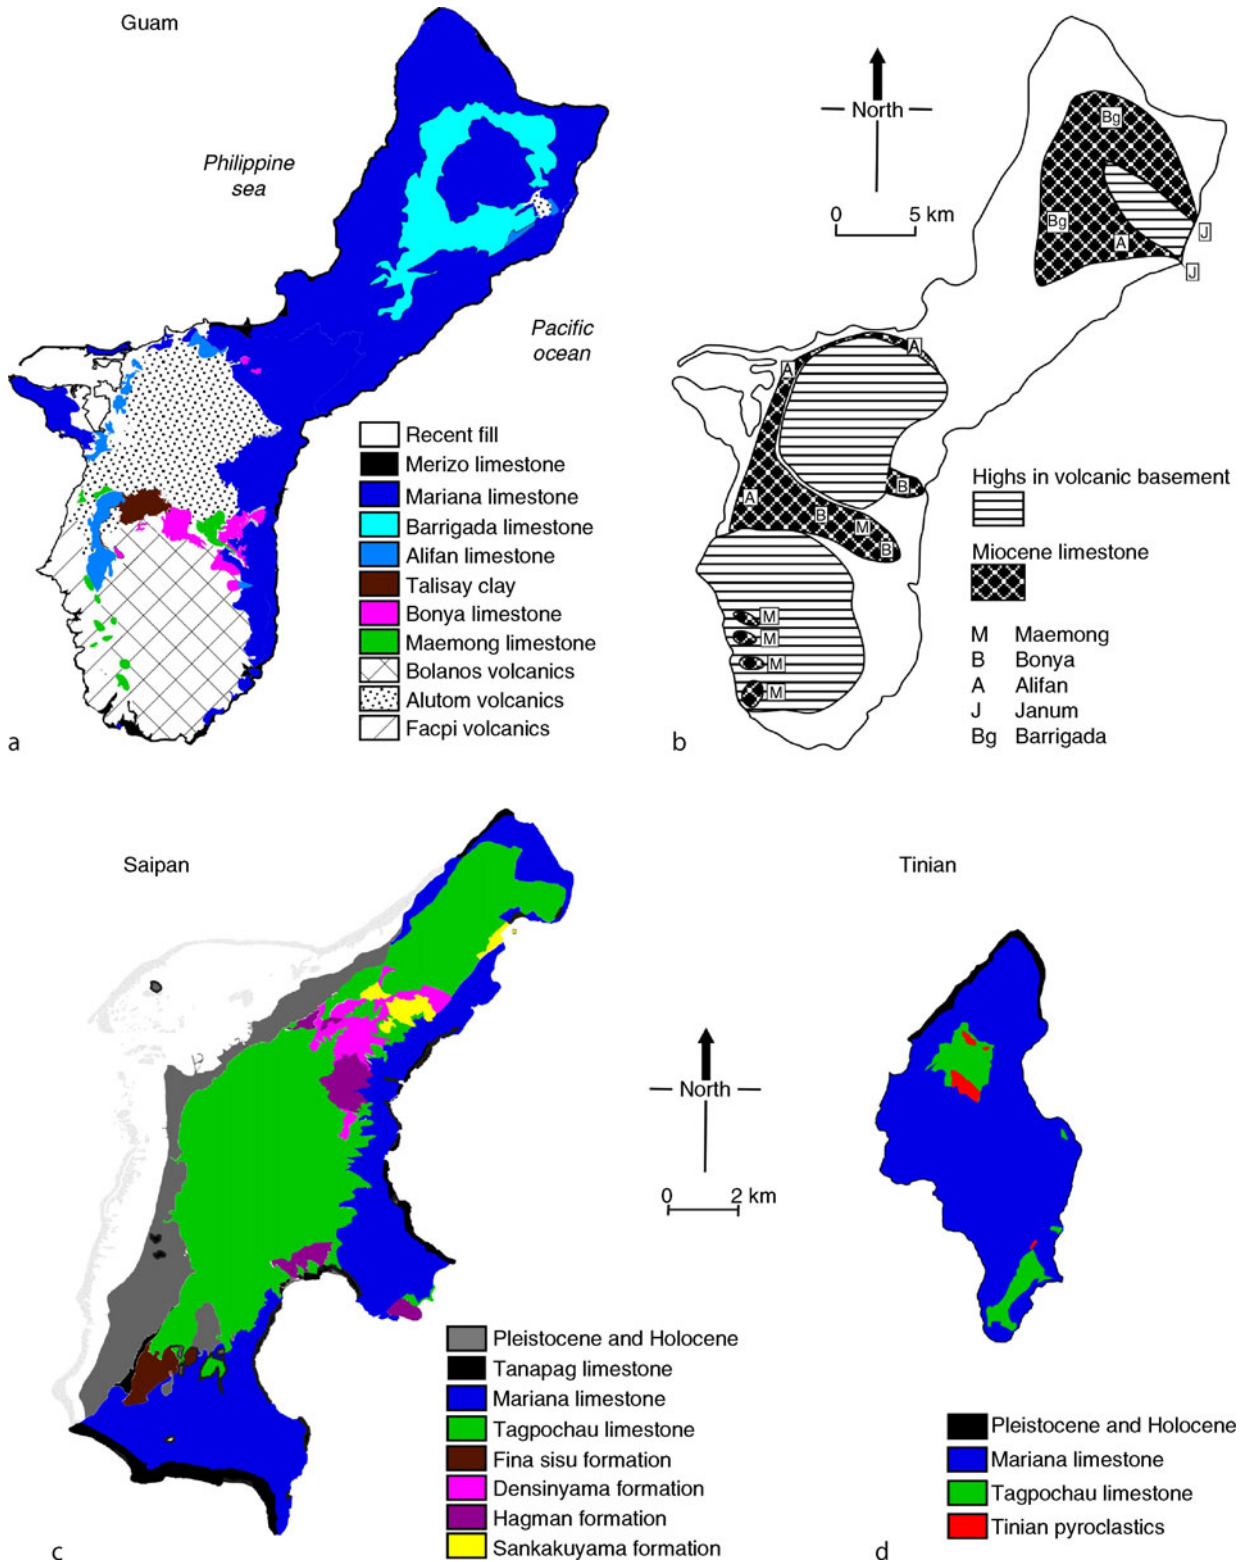 Guam
Philippine
sea
Pacific
ocean
Recent fill
Merizo limestone
Mariana limestone
Barrigada limestone
Alifan limestone
Talisay clay
Bonya limestone
Maemong limestone
Bolanos volcanics
Alutom volcanics
Facpi volcanics
a
North
0 5 km
Bg
Bg
A
J
J
A
A
A
B
B
M
B
M
M
M
M
Highs in volcanic basement
Miocene limestone
M Maemong
B Bonya
A Alifan
J Janum
Bg Barrigada
b
Saipan
North
0 2 km
Pleistocene and Holocene
Tanapag limestone
Mariana limestone
Tagpochau limestone
Fina sisu formation
Densinyama formation
Hagman formation
Sankakuyama formation
c
Tinian
Pleistocene and Holocene
Mariana limestone
Tagpochau limestone
Tinian pyroclastics
d